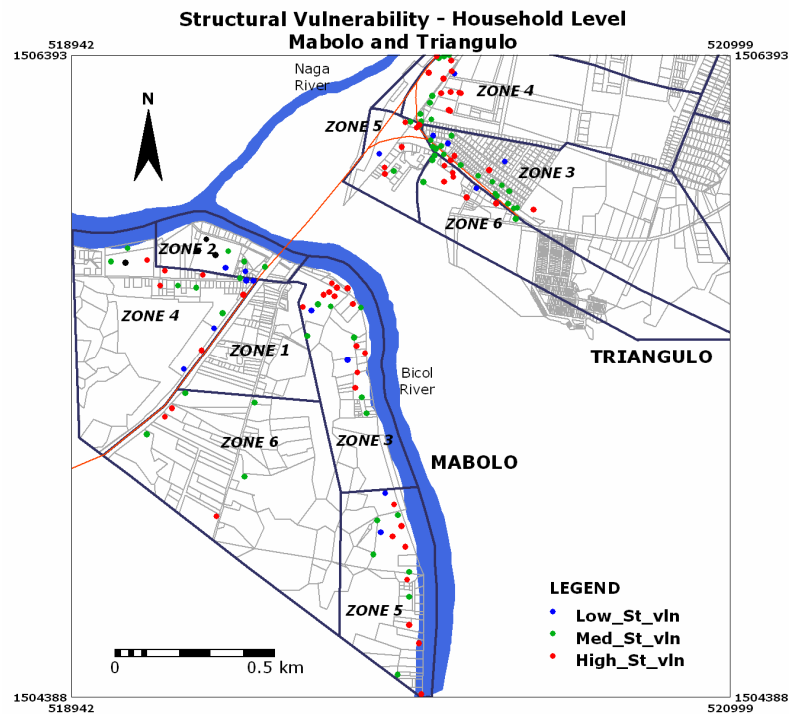 Structural Vulnerability - Household Level
Mabolo and Triangulo
518942
520999
1506393
1506393
Naga
River
N
ZONE 4
ZONE 5
ZONE 3
ZONE 6
ZONE 2
ZONE 4
ZONE 1
TRIANGULO
Bicol
River
ZONE 6
ZONE 3
MABOLO
ZONE 5
LEGEND
Low_St_vln
Med_St_vln
High_St_vln
0
0.5 km
1504388
1504388
518942
520999